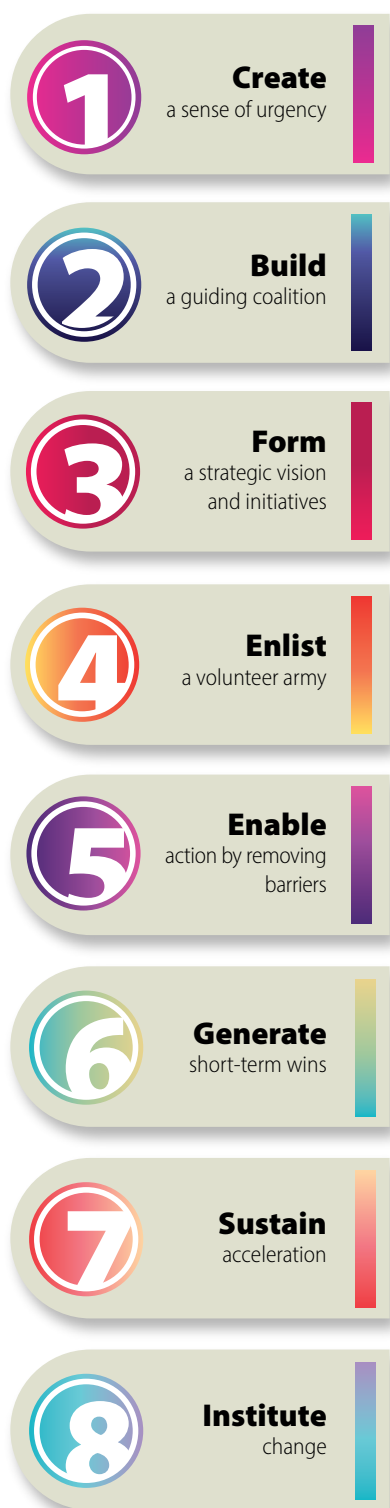 1
Create
a sense of urgency
2
Build
a guiding coalition
3
Form
a strategic vision
and initiatives
4
Enlist
a volunteer army
5
Enable
action by removing
barriers
6
Generate
short-term wins
7
Sustain
acceleration
8
Institute
change